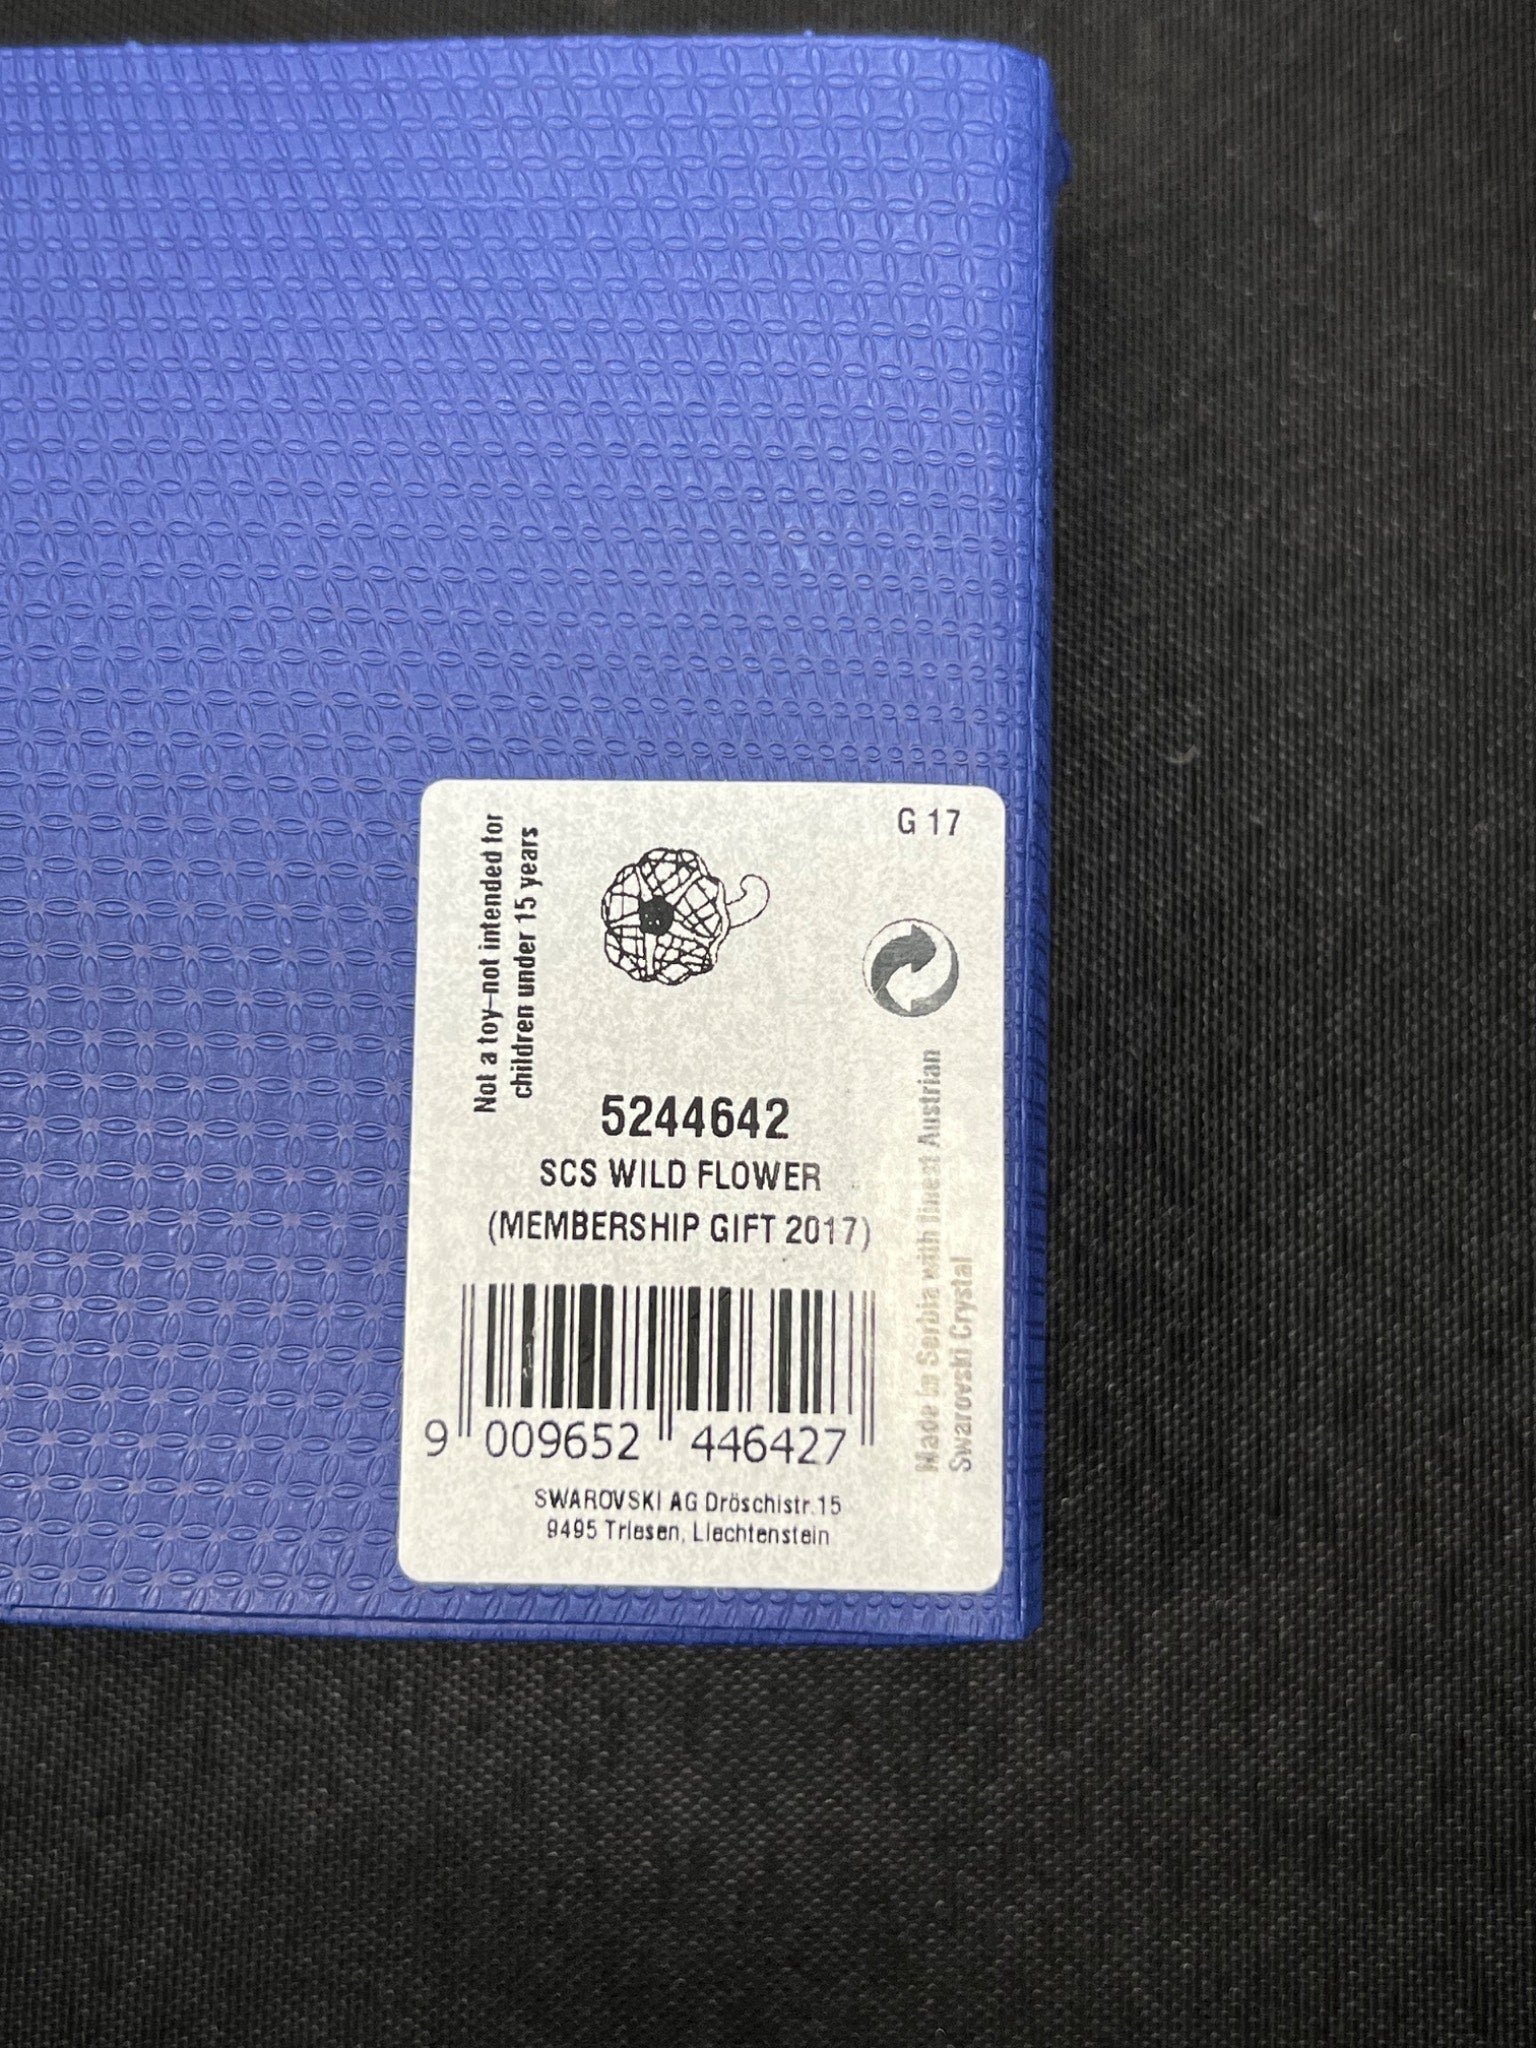 G 17
Not a toy–not intended for
children under 15 years
5244642
SCS WILD FLOWER
(MEMBERSHIP GIFT 2017)
Made in Serbia with finest Austrian
Swarovski Crystal
9 009652 446427
SWAROVSKI AG Dröschistr.15
9495 Triesen, Liechtenstein